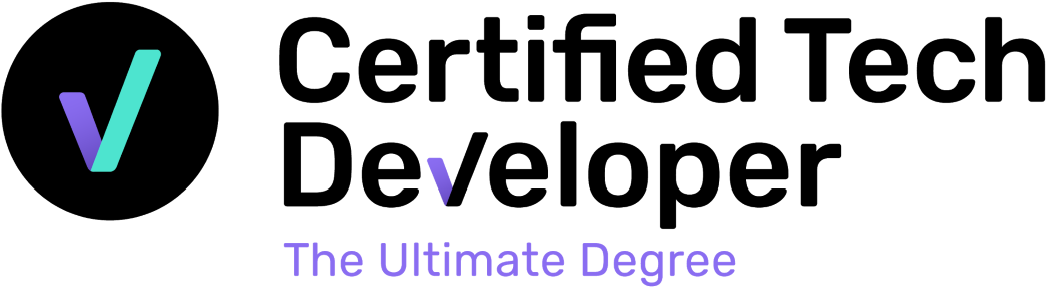 Certified Tech
Developer
The Ultimate Degree